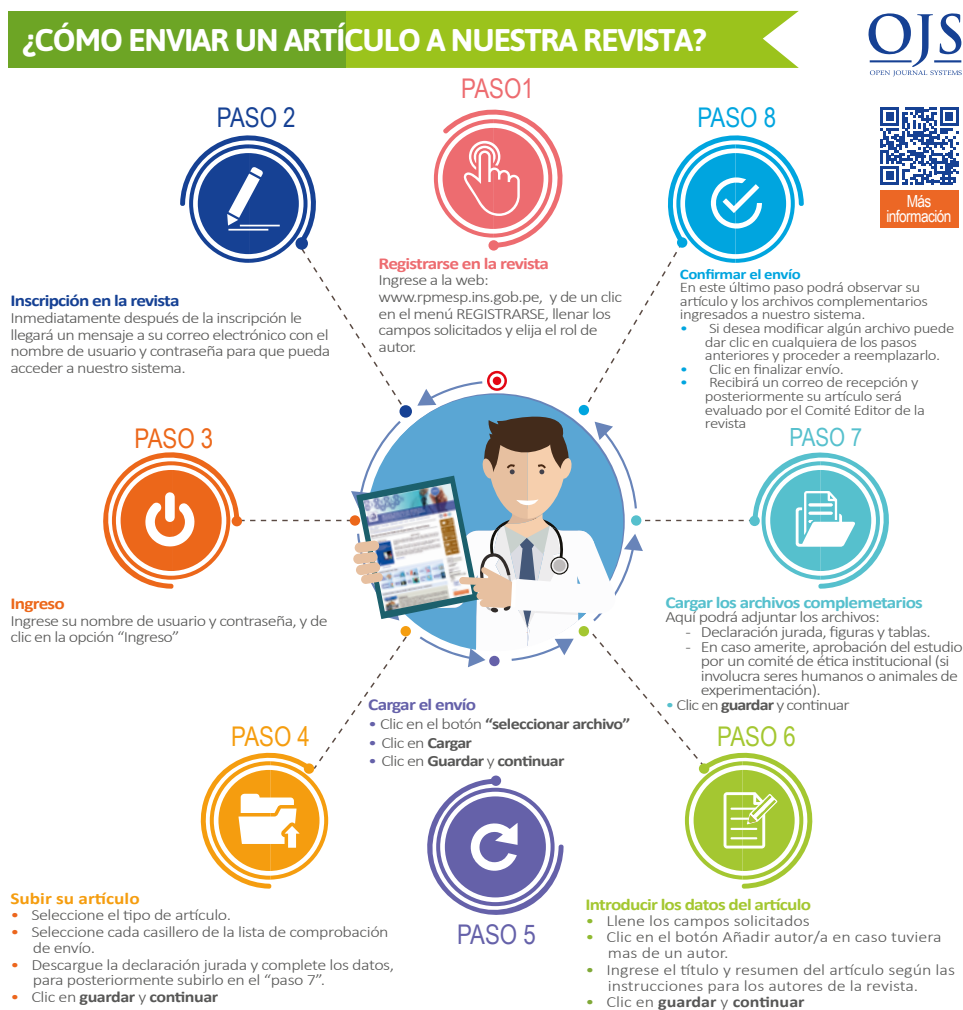 ¿CÓMO ENVIAR UN ARTÍCULO A NUESTRA REVISTA?
OJS
OPEN JOURNAL SYSTEMS
Más
información
PASO1
Registrarse en la revista
Ingrese a la web:
www.rpmesp.ins.gob.pe, y de un clic
en el menú REGISTRARSE, llenar los
campos solicitados y elija el rol de
autor.
PASO 2
Inscripción en la revista
Inmediatamente después de la inscripción le
llegará un mensaje a su correo electrónico con el
nombre de usuario y contraseña para que pueda
acceder a nuestro sistema.
PASO 3
Ingreso
Ingrese su nombre de usuario y contraseña, y de
clic en la opción “Ingreso”
PASO 4
Subir su artículo
• Seleccione el tipo de artículo.
• Seleccione cada casillero de la lista de comprobación
de envío.
• Descargue la declaración jurada y complete los datos,
para posteriormente subirlo en el “paso 7”.
• Clic en guardar y continuar
Cargar el envío
• Clic en el botón “seleccionar archivo”
• Clic en Cargar
• Clic en Guardar y continuar
PASO 5
PASO 6
Introducir los datos del artículo
• Llene los campos solicitados
• Clic en el botón Añadir autor/a en caso tuviera
mas de un autor.
• Ingrese el título y resumen del artículo según las
instrucciones para los autores de la revista.
• Clic en guardar y continuar
PASO 7
Cargar los archivos complemetarios
Aquí podrá adjuntar los archivos:
- Declaración jurada, figuras y tablas.
- En caso amerite, aprobación del estudio
por un comité de ética institucional (si
involucra seres humanos o animales de
experimentación).
• Clic en guardar y continuar
PASO 8
Confirmar el envío
En este último paso podrá observar su
artículo y los archivos complementarios
ingresados a nuestro sistema.
• Si desea modificar algún archivo puede
dar clic en cualquiera de los pasos
anteriores y proceder a reemplazarlo.
• Clic en finalizar envío.
• Recibirá un correo de recepción y
posteriormente su artículo será
evaluado por el Comité Editor de la
revista